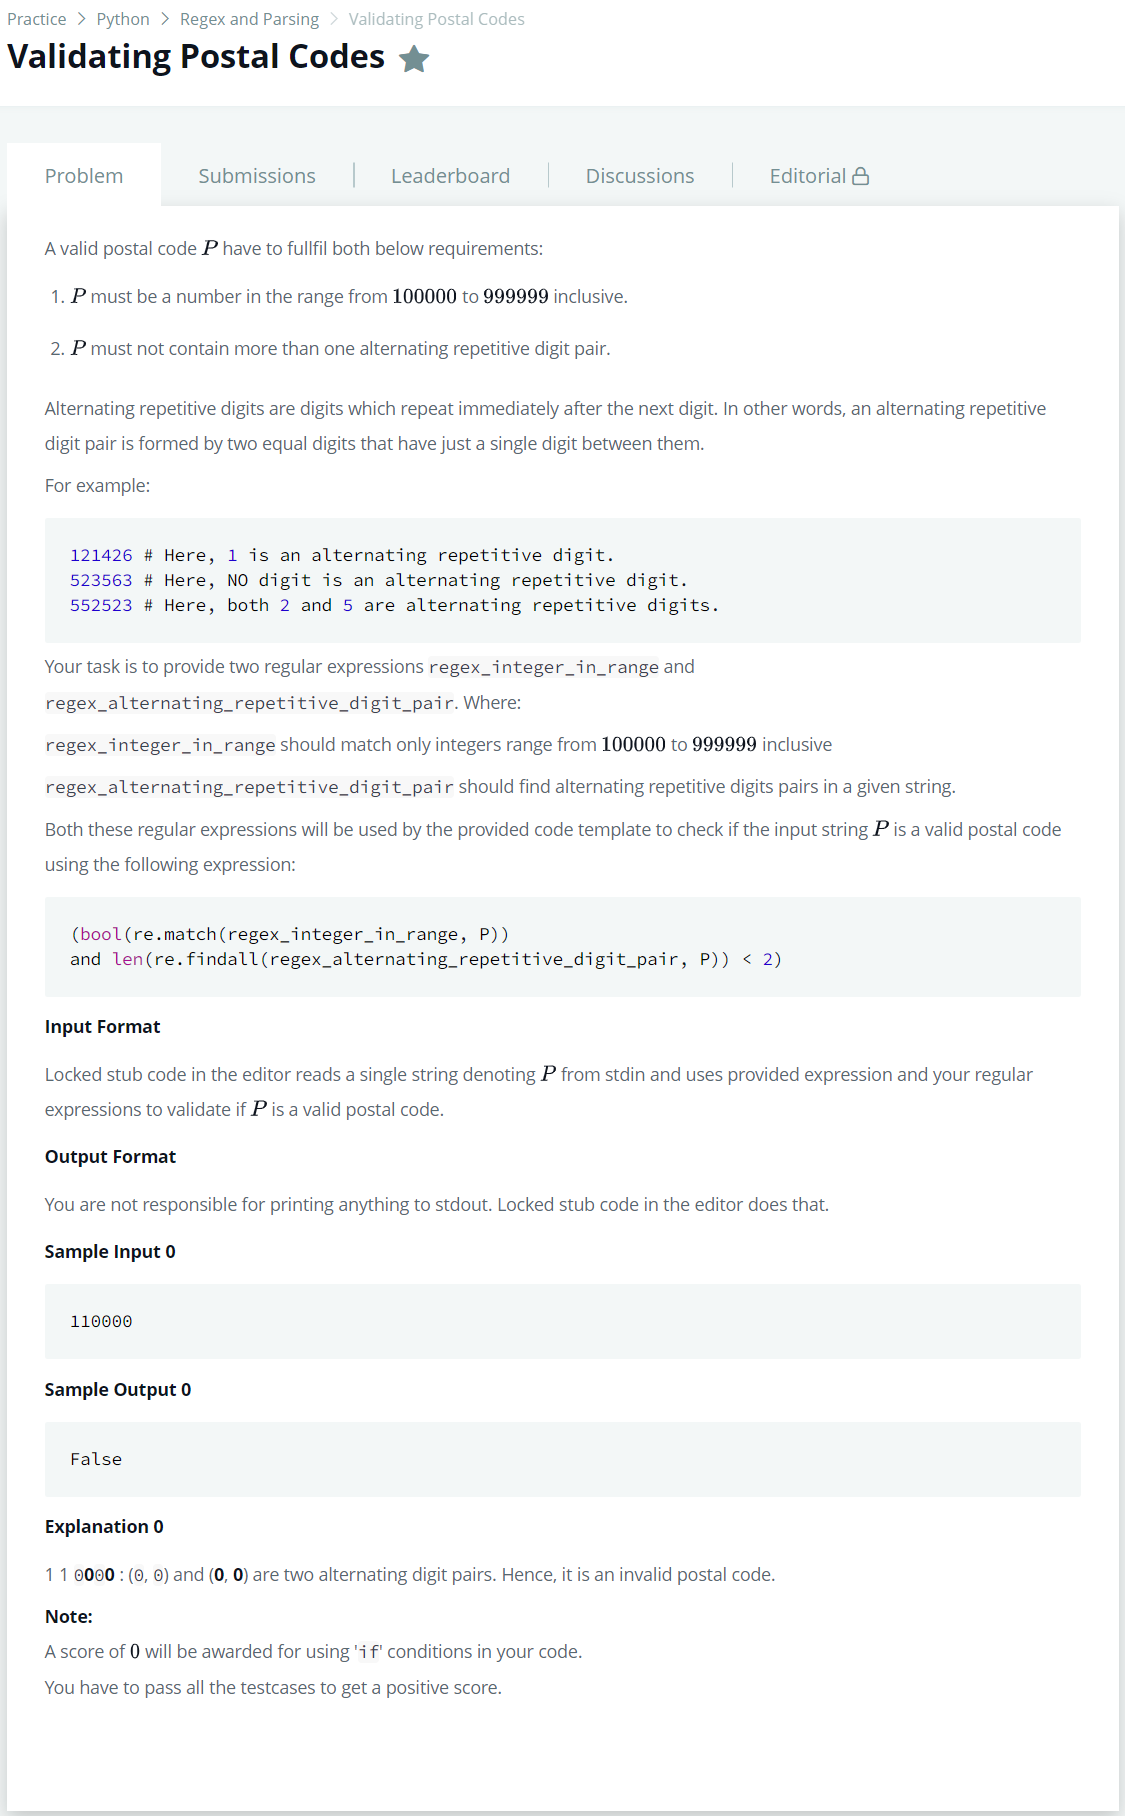 Practice > Python > Regex and Parsing > Validating Postal Codes
Validating Postal Codes
Problem Submissions Leaderboard Discussions Editorial
A valid postal code P have to fullfil both below requirements:
1. P must be a number in the range from 100000 to 999999 inclusive.
2. P must not contain more than one alternating repetitive digit pair.
Alternating repetitive digits are digits which repeat immediately after the next digit. In other words, an alternating repetitive
digit pair is formed by two equal digits that have just a single digit between them.
For example:
121426 # Here, 1 is an alternating repetitive digit.
523563 # Here, NO digit is an alternating repetitive digit.
552523 # Here, both 2 and 5 are alternating repetitive digits.
Your task is to provide two regular expressions regex_integer_in_range and
regex_alternating_repetitive_digit_pair. Where:
regex_integer_in_range should match only integers range from 100000 to 999999 inclusive
regex_alternating_repetitive_digit_pair should find alternating repetitive digits pairs in a given string.
Both these regular expressions will be used by the provided code template to check if the input string P is a valid postal code
using the following expression:
(bool(re.match(regex_integer_in_range, P))
and len(re.findall(regex_alternating_repetitive_digit_pair, P)) < 2)
Input Format
Locked stub code in the editor reads a single string denoting P from stdin and uses provided expression and your regular
expressions to validate if P is a valid postal code.
Output Format
You are not responsible for printing anything to stdout. Locked stub code in the editor does that.
Sample Input 0
110000
Sample Output 0
False
Explanation 0
1 1 0000 : (0, 0) and (0, 0) are two alternating digit pairs. Hence, it is an invalid postal code.
Note:
A score of 0 will be awarded for using 'if' conditions in your code.
You have to pass all the testcases to get a positive score.